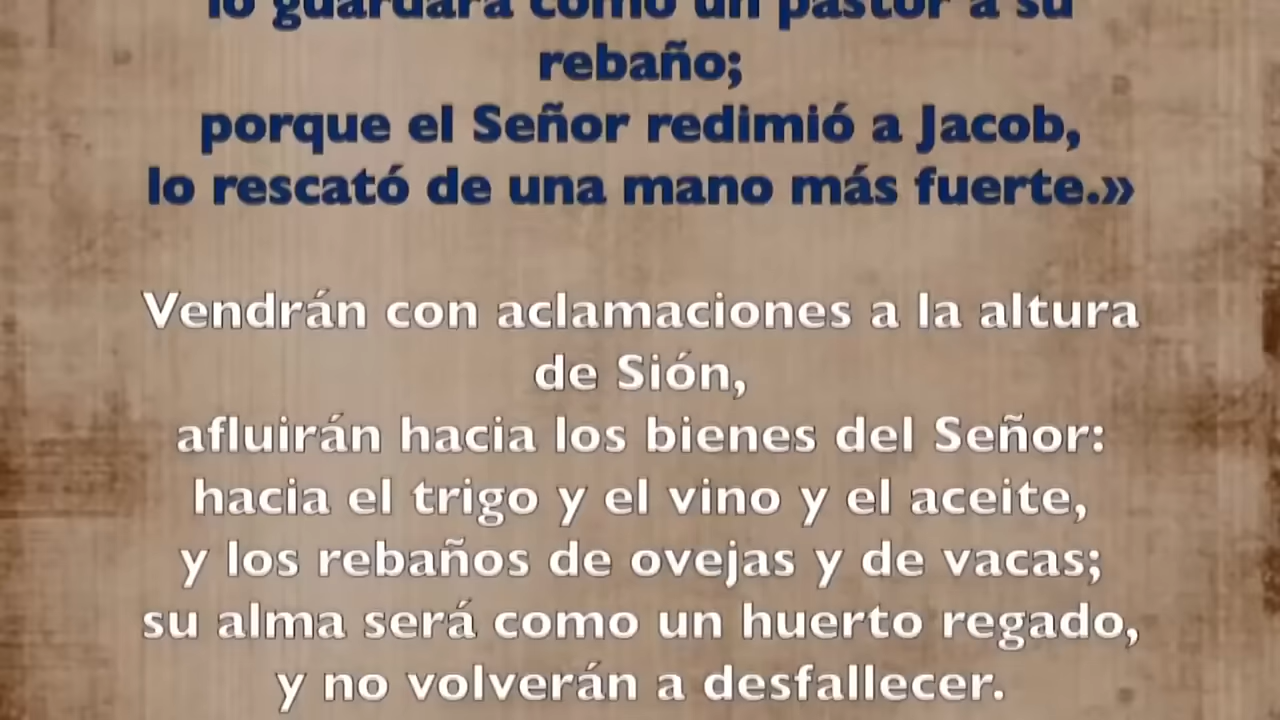 lo guardará como un pastor a su
rebaño;
porque el Señor redimió a Jacob,
lo rescató de una mano más fuerte.»
Vendrán con aclamaciones a la altura
de Sión,
afluirán hacia los bienes del Señor:
hacia el trigo y el vino y el aceite,
y los rebaños de ovejas y de vacas;
su alma será como un huerto regado,
y no volverán a desfallecer.